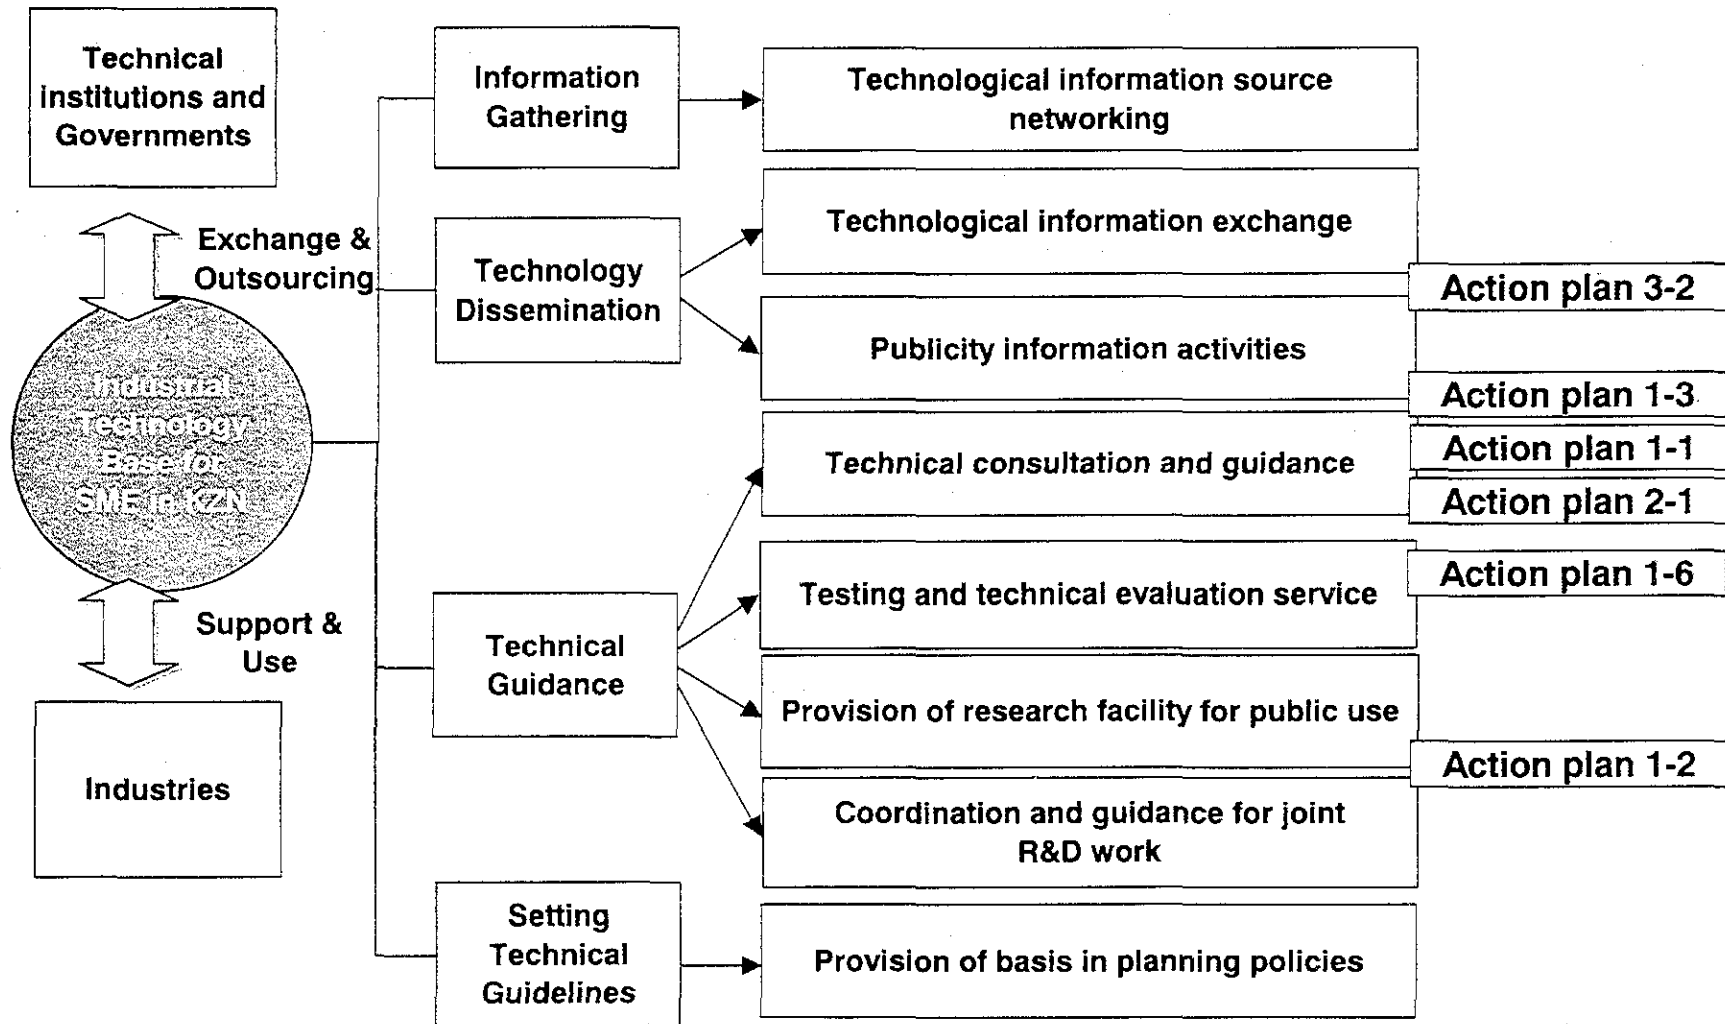 Technical
institutions and
Governments
Exchange &
Outsourcing
Industrial
Technology
Base for
SME in KZN
Support &
Use
Industries
Information
Gathering
Technology
Dissemination
Technical
Guidance
Setting
Technical
Guidelines
Technological information source
networking
Technological information exchange
Publicity information activities
Technical consultation and guidance
Testing and technical evaluation service
Provision of research facility for public use
Coordination and guidance for joint
R&D work
Provision of basis in planning policies
Action plan 3-2
Action plan 1-3
Action plan 1-1
Action plan 2-1
Action plan 1-6
Action plan 1-2